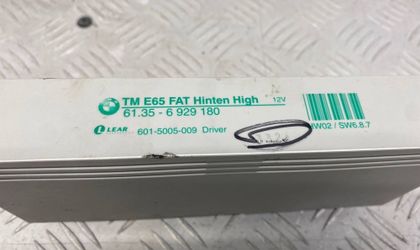 TM E65 FAT Hinten High 12V
61.35 - 6 929 180
LEAR 601-5005-009 Driver
HW02 / SW6.8.7